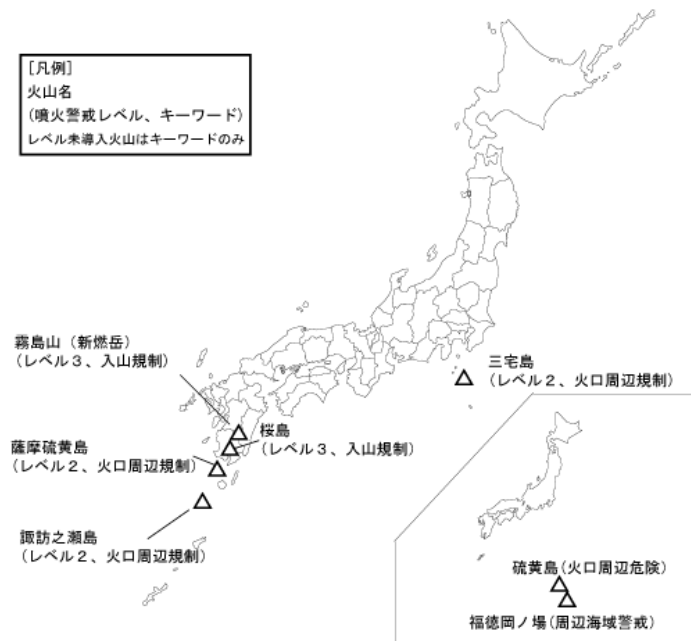 [凡例]
火山名
(噴火警戒レベル、キーワード)
レベル未導入火山はキーワードのみ
霧島山（新燃岳）
(レベル３、入山規制)
三宅島
(レベル２、火口周辺規制)
桜島
(レベル３、入山規制)
薩摩硫黄島
(レベル２、火口周辺規制)
諏訪之瀬島
(レベル２、火口周辺規制)
硫黄島(火口周辺危険)
福徳岡ノ場(周辺海域警戒)